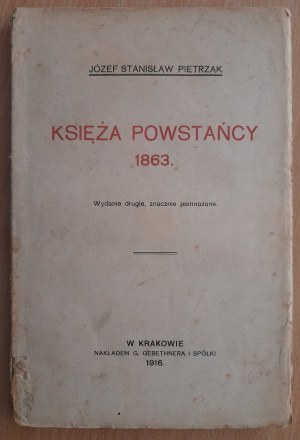 JÓZEF STANISŁAW PIETRZAK
KSIĘŻA POWSTAŃCY
1863.
Wydanie drugie, znacznie pomnożone.
W KRAKOWIE
NAKŁADEM G. GEBETHNERA I SPÓŁKI
1916.